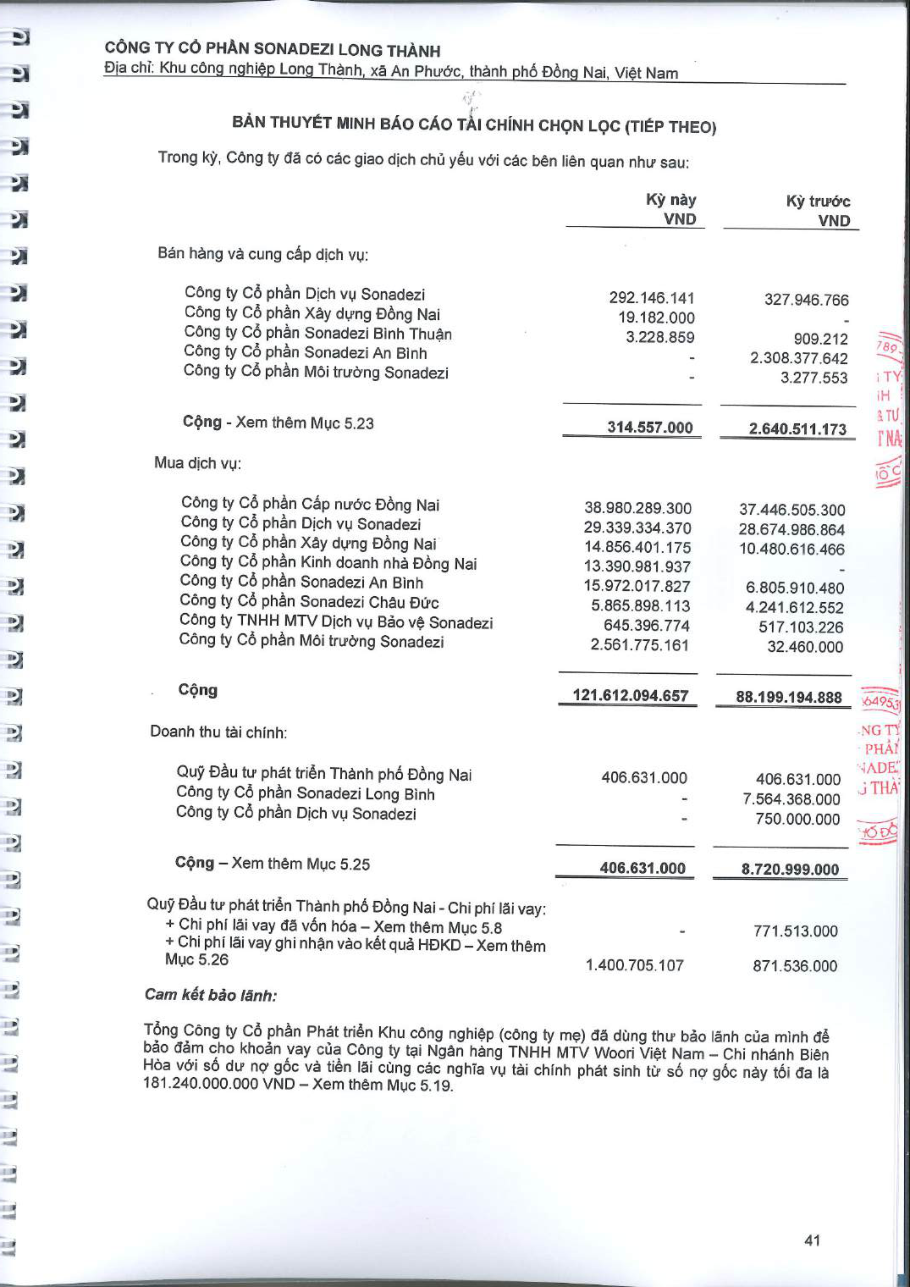 CÔNG TY CỔ PHẦN SONADEZI LONG THÀNH
Địa chỉ: Khu công nghiệp Long Thành, xã An Phước, thành phố Đồng Nai, Việt Nam
BẢN THUYẾT MINH BÁO CÁO TÀI CHÍNH CHỌN LỌC (TIẾP THEO)
Trong kỳ, Công ty đã có các giao dịch chủ yếu với các bên liên quan như sau:
Kỳ này Kỳ trước
VND VND
Bán hàng và cung cấp dịch vụ:
Công ty Cổ phần Dịch vụ Sonadezi 292.146.141 327.946.766
Công ty Cổ phần Xây dựng Đồng Nai 19.182.000 -
Công ty Cổ phần Sonadezi Bình Thuận 3.228.859 909.212
Công ty Cổ phần Sonadezi An Bình - 2.308.377.642
Công ty Cổ phần Môi trường Sonadezi - 3.277.553
Cộng - Xem thêm Mục 5.23 314.557.000 2.640.511.173
Mua dịch vụ:
Công ty Cổ phần Cấp nước Đồng Nai 38.980.289.300 37.446.505.300
Công ty Cổ phần Dịch vụ Sonadezi 29.339.334.370 28.674.986.864
Công ty Cổ phần Xây dựng Đồng Nai 14.856.401.175 10.480.616.466
Công ty Cổ phần Kinh doanh nhà Đồng Nai 13.390.981.937 -
Công ty Cổ phần Sonadezi An Bình 15.972.017.827 6.805.910.480
Công ty Cổ phần Sonadezi Châu Đức 5.865.898.113 4.241.612.552
Công ty TNHH MTV Dịch vụ Bảo vệ Sonadezi 645.396.774 517.103.226
Công ty Cổ phần Môi trường Sonadezi 2.561.775.161 32.460.000
Cộng 121.612.094.657 88.199.194.888
Doanh thu tài chính:
Quỹ Đầu tư phát triển Thành phố Đồng Nai 406.631.000 406.631.000
Công ty Cổ phần Sonadezi Long Bình - 7.564.368.000
Công ty Cổ phần Dịch vụ Sonadezi - 750.000.000
Cộng – Xem thêm Mục 5.25 406.631.000 8.720.999.000
Quỹ Đầu tư phát triển Thành phố Đồng Nai - Chi phí lãi vay:
+ Chi phí lãi vay đã vốn hóa – Xem thêm Mục 5.8 - 771.513.000
+ Chi phí lãi vay ghi nhận vào kết quả HĐKD – Xem thêm
Mục 5.26 1.400.705.107 871.536.000
Cam kết bảo lãnh:
Tổng Công ty Cổ phần Phát triển Khu công nghiệp (công ty mẹ) đã dùng thư bảo lãnh của mình để
bảo đảm cho khoản vay của Công ty tại Ngân hàng TNHH MTV Woori Việt Nam – Chi nhánh Biên
Hòa với số dư nợ gốc và tiền lãi cùng các nghĩa vụ tài chính phát sinh từ số nợ gốc này tối đa là
181.240.000.000 VND – Xem thêm Mục 5.19.
41